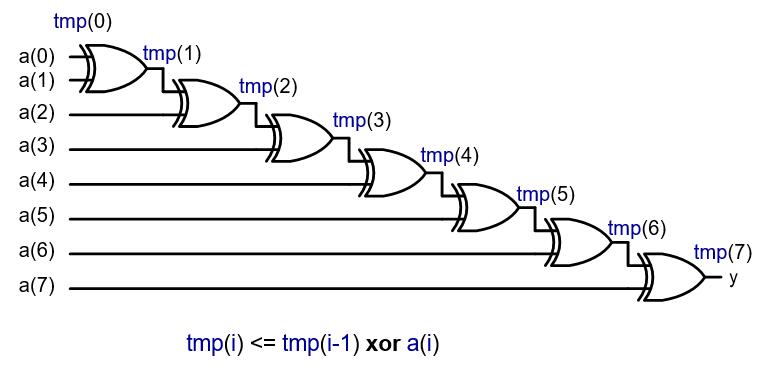 tmp(0)
a(0)
tmp(1)
a(1)
tmp(2)
a(2)
tmp(3)
a(3)
tmp(4)
a(4)
tmp(5)
a(5)
tmp(6)
a(6)
tmp(7)
a(7)
y
tmp(i) <= tmp(i-1) xor a(i)